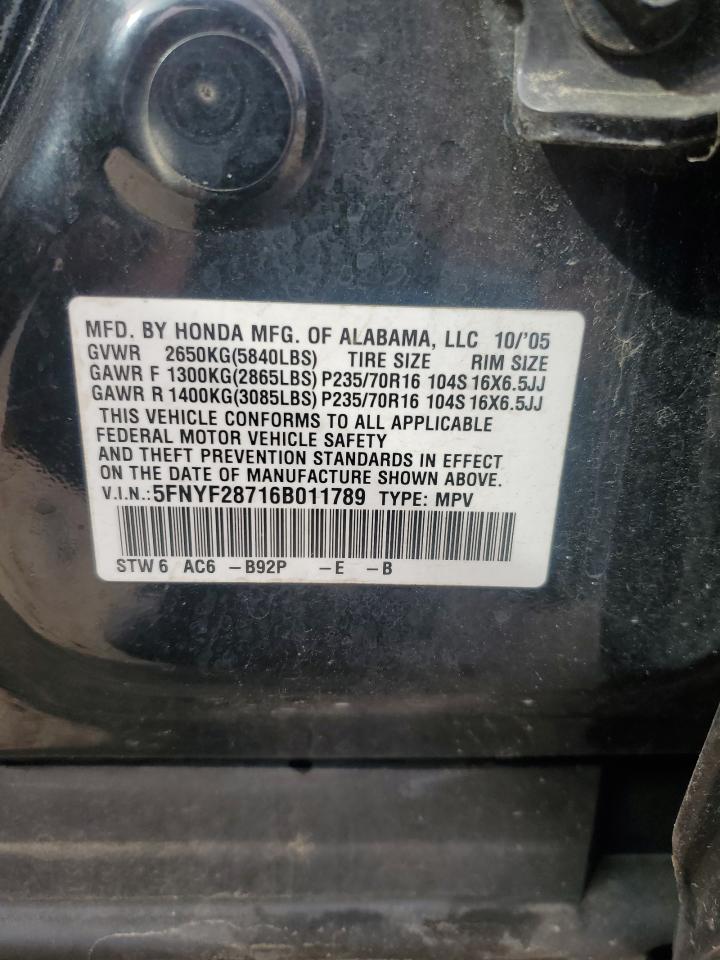 MFD. BY HONDA MFG. OF ALABAMA, LLC 10/'05
GVWR 2650KG(5840LBS) TIRE SIZE RIM SIZE
GAWR F 1300KG(2865LBS) P235/70R16 104S 16X6.5JJ
GAWR R 1400KG(3085LBS) P235/70R16 104S 16X6.5JJ
THIS VEHICLE CONFORMS TO ALL APPLICABLE
FEDERAL MOTOR VEHICLE SAFETY
AND THEFT PREVENTION STANDARDS IN EFFECT
ON THE DATE OF MANUFACTURE SHOWN ABOVE.
V.I.N.:5FNYF28716B011789 TYPE: MPV
STW6 AC6 –B92P –E –B